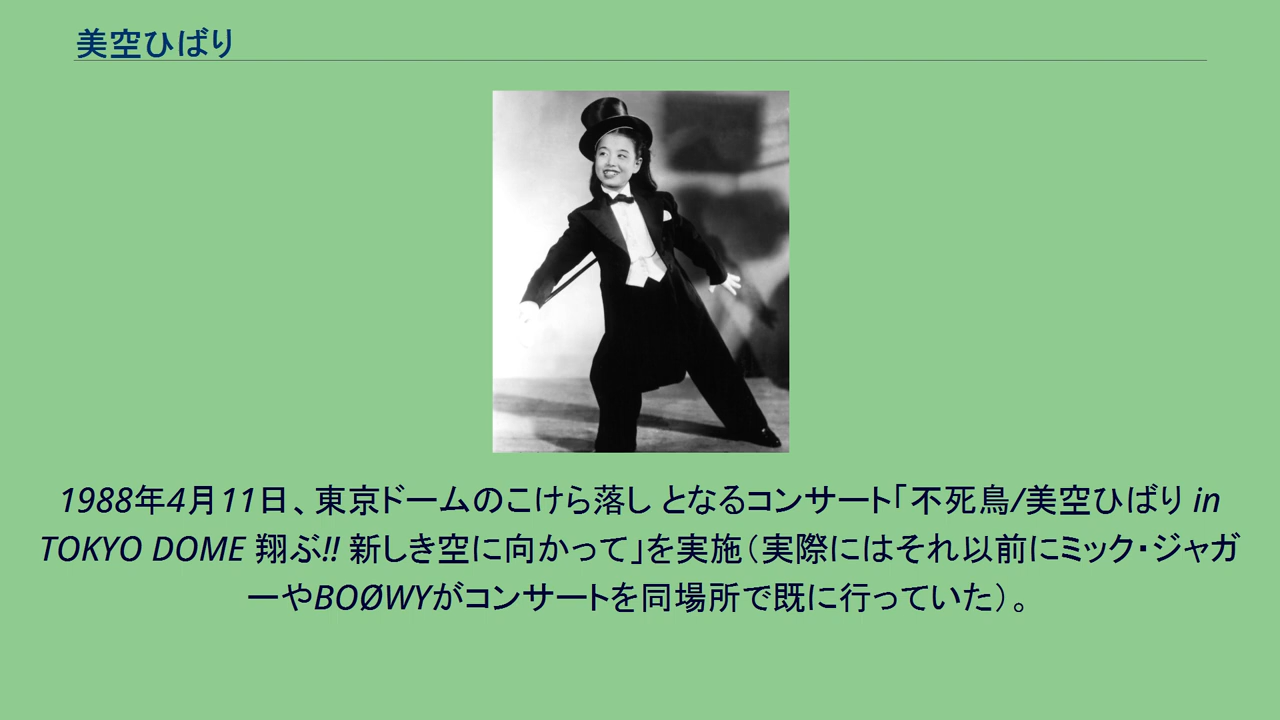 美空ひばり
1988年4月11日、東京ドームのこけら落し となるコンサート「不死鳥/美空ひばり in
TOKYO DOME 翔ぶ!! 新しき空に向かって」を実施（実際にはそれ以前にミック・ジャガ
ーやBOØWYがコンサートを同場所で既に行っていた）。